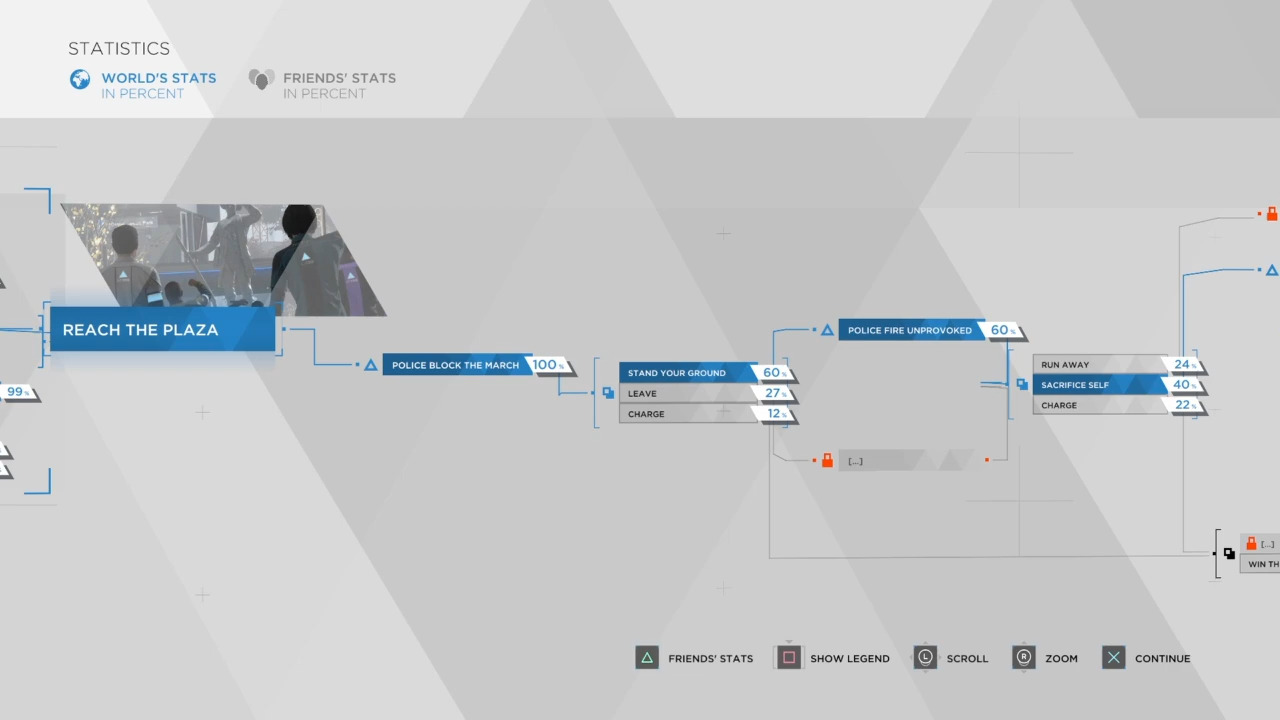 STATISTICS
WORLD'S STATS
IN PERCENT
FRIENDS' STATS
IN PERCENT
REACH THE PLAZA
99%
POLICE BLOCK THE MARCH 100%
STAND YOUR GROUND 60%
LEAVE 27%
CHARGE 12%
POLICE FIRE UNPROVOKED 60%
[...]
RUN AWAY 24%
SACRIFICE SELF 40%
CHARGE 22%
[...]
WIN TH
FRIENDS' STATS
SHOW LEGEND
L SCROLL
R ZOOM
CONTINUE